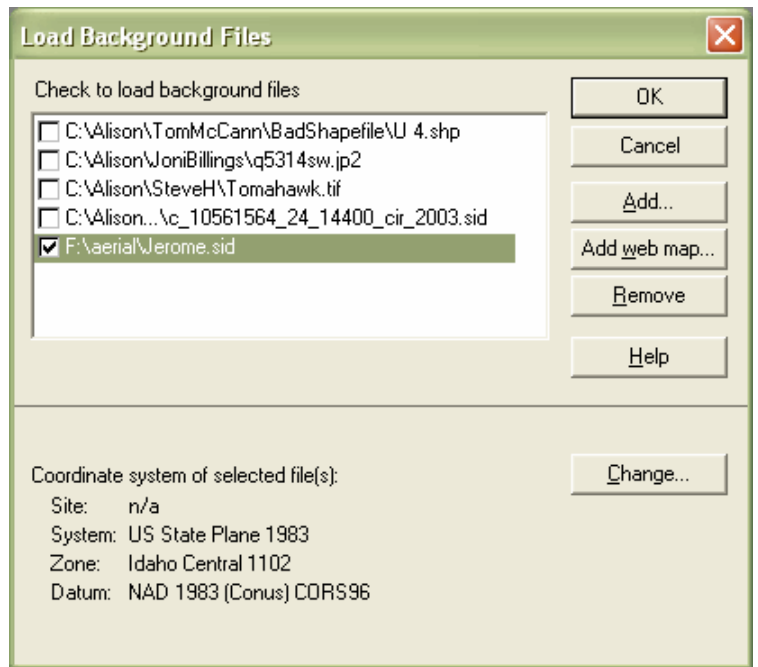 Load Background Files
Check to load background files
C:\Alison\TomMcCann\BadShapefile\U 4.shp
C:\Alison\JoniBillings\q5314sw.jp2
C:\Alison\SteveH\Tomahawk.tif
C:\Alison...\c_10561564_24_14400_cir_2003.sid
F:\aerial\Jerome.sid
OK
Cancel
Add...
Add web map...
Remove
Help
Coordinate system of selected file(s):
Change...
Site: n/a
System: US State Plane 1983
Zone: Idaho Central 1102
Datum: NAD 1983 (Conus) CORS96